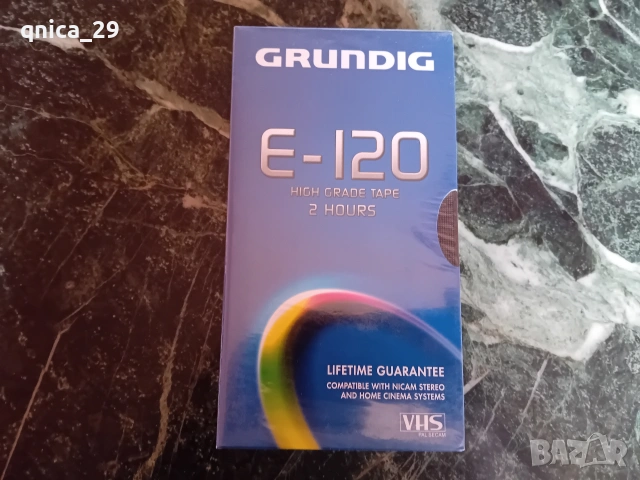 qnica_29
GRUNDIG
E-120
HIGH GRADE TAPE
2 HOURS
LIFETIME GUARANTEE
COMPATIBLE WITH NICAM STEREO
AND HOME CINEMA SYSTEMS
VHS
PAL SECAM
BAZAR